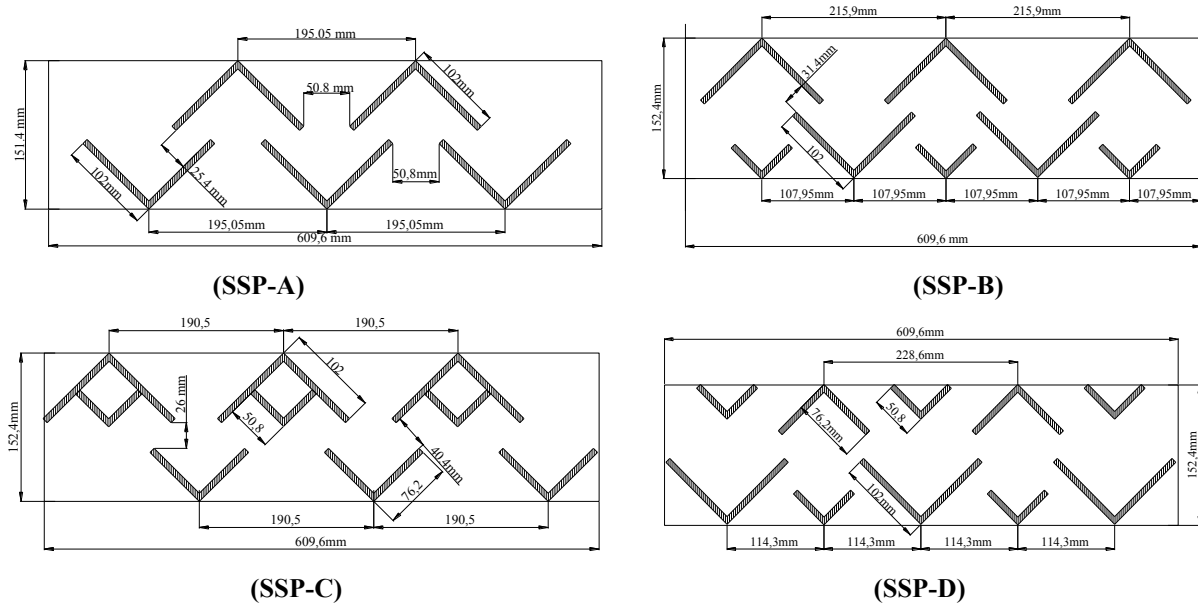 195.05 mm
102mm
50.8 mm
151.4 mm
102mm
25.4 mm
50,8mm
195,05mm
195,05mm
609,6 mm
(SSP-A)
215,9mm
215,9mm
31.4mm
152,4mm
102
107,95mm
107,95mm
107,95mm
107,95mm
107,95mm
609,6 mm
(SSP-B)
190,5
190,5
102
26 mm
50,8
152,4mm
40.4mm
76,2
190,5
190,5
609,6mm
(SSP-C)
609,6mm
228,6mm
76.2mm
50.8
152,4mm
102mm
114,3mm
114,3mm
114,3mm
114,3mm
(SSP-D)